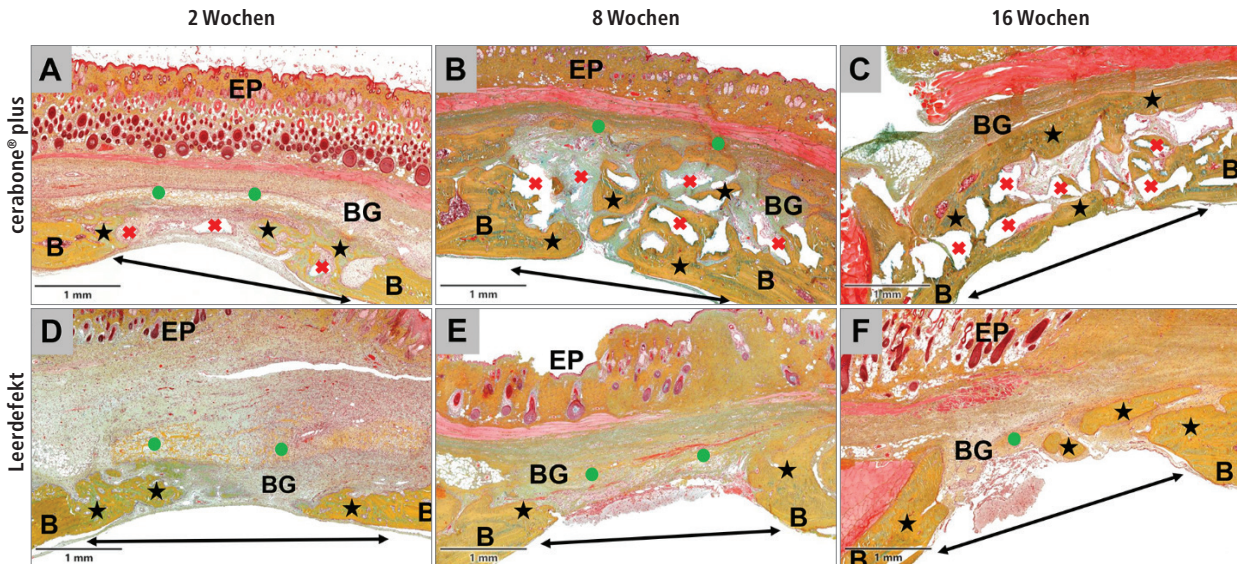 2 Wochen
8 Wochen
16 Wochen
cerabone® plus
A
EP
BG
B
B
1 mm
B
EP
BG
B
B
1 mm
C
BG
B
B
1 mm
Leerdefekt
D
EP
BG
B
B
1 mm
E
EP
BG
B
B
1 mm
F
EP
BG
B
B
1 mm